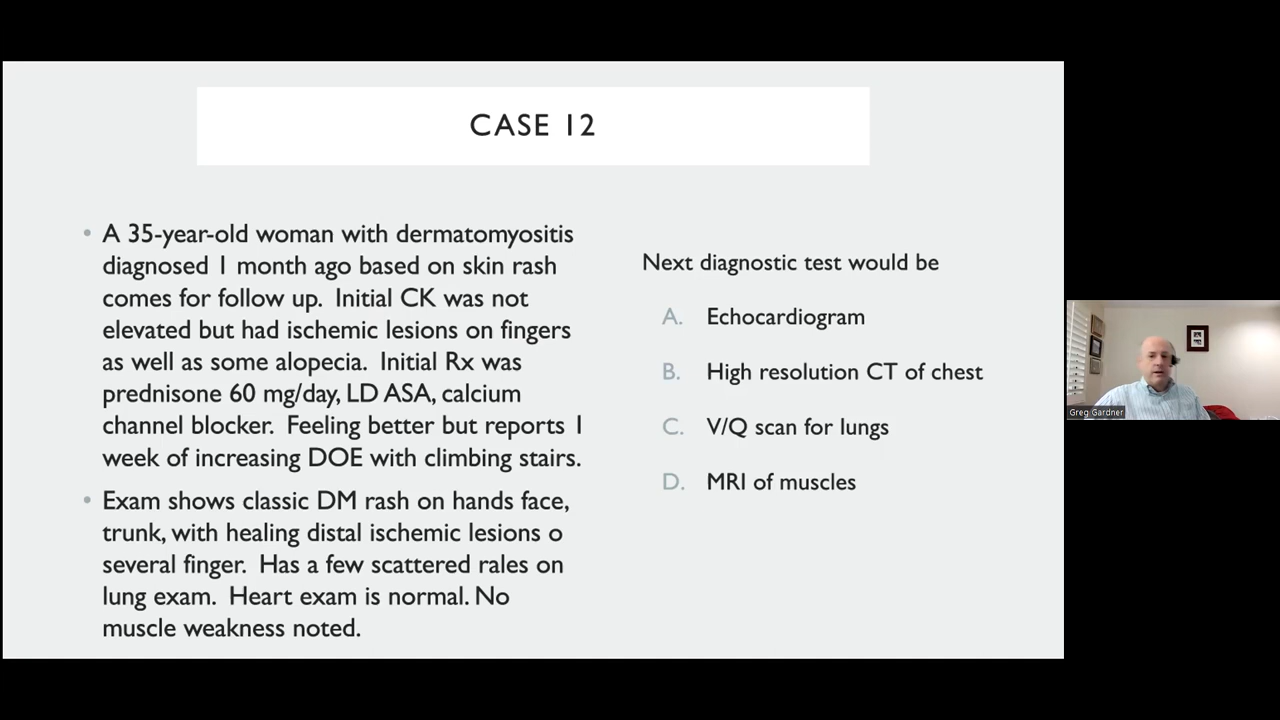 CASE 12
• A 35-year-old woman with dermatomyositis
diagnosed 1 month ago based on skin rash
comes for follow up. Initial CK was not
elevated but had ischemic lesions on fingers
as well as some alopecia. Initial Rx was
prednisone 60 mg/day, LD ASA, calcium
channel blocker. Feeling better but reports 1
week of increasing DOE with climbing stairs.
• Exam shows classic DM rash on hands face,
trunk, with healing distal ischemic lesions o
several finger. Has a few scattered rales on
lung exam. Heart exam is normal. No
muscle weakness noted.
Next diagnostic test would be
A. Echocardiogram
B. High resolution CT of chest
C. V/Q scan for lungs
D. MRI of muscles
Greg Gardner